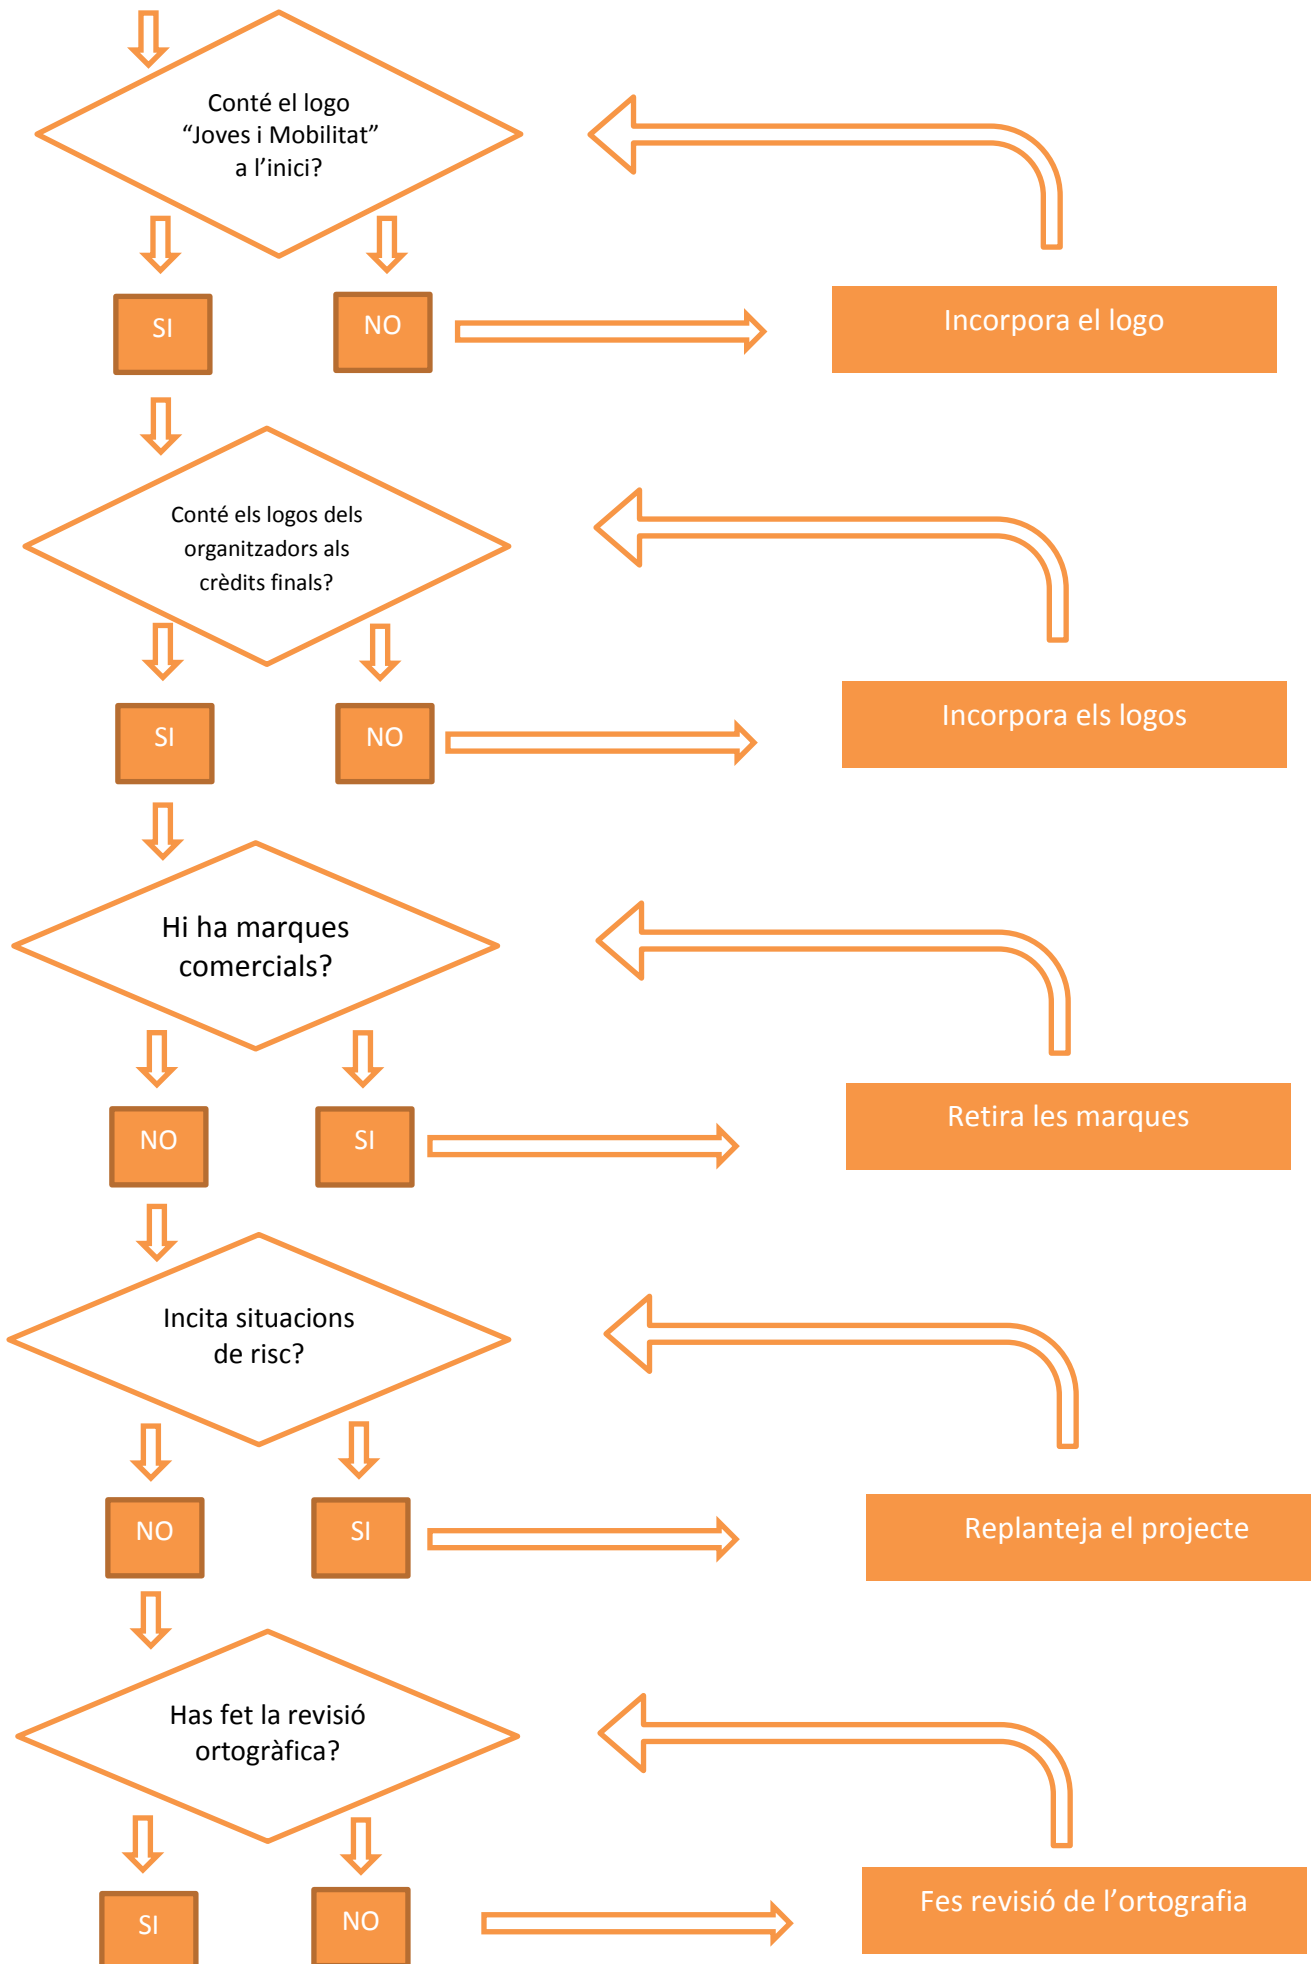 Conté el logo
“Joves i Mobilitat”
a l’inici?
SI
NO
Incorpora el logo
Conté els logos dels
organitzadors als
crèdits finals?
SI
NO
Incorpora els logos
Hi ha marques
comercials?
NO
SI
Retira les marques
Incita situacions
de risc?
NO
SI
Replanteja el projecte
Has fet la revisió
ortogràfica?
SI
NO
Fes revisió de l’ortografia